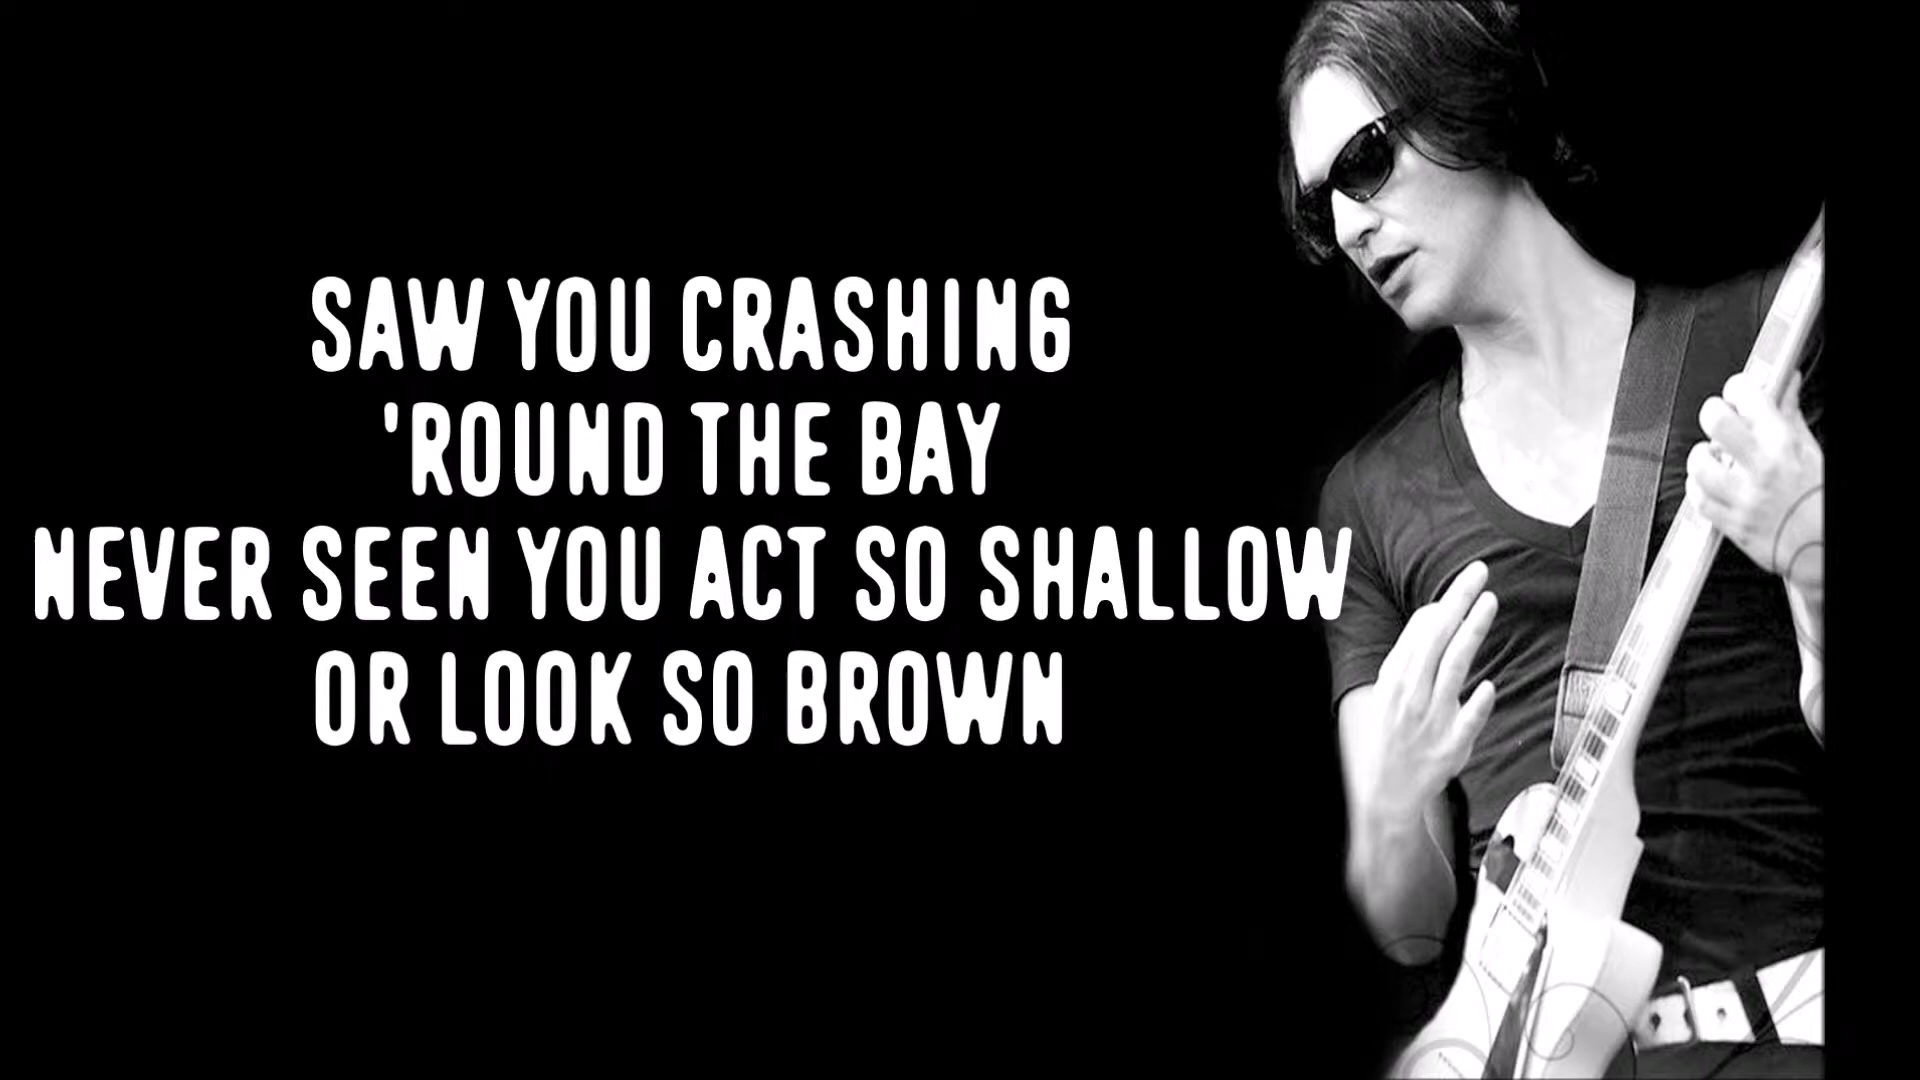 SAW YOU CRASHING
'ROUND THE BAY
NEVER SEEN YOU ACT SO SHALLOW
OR LOOK SO BROWN